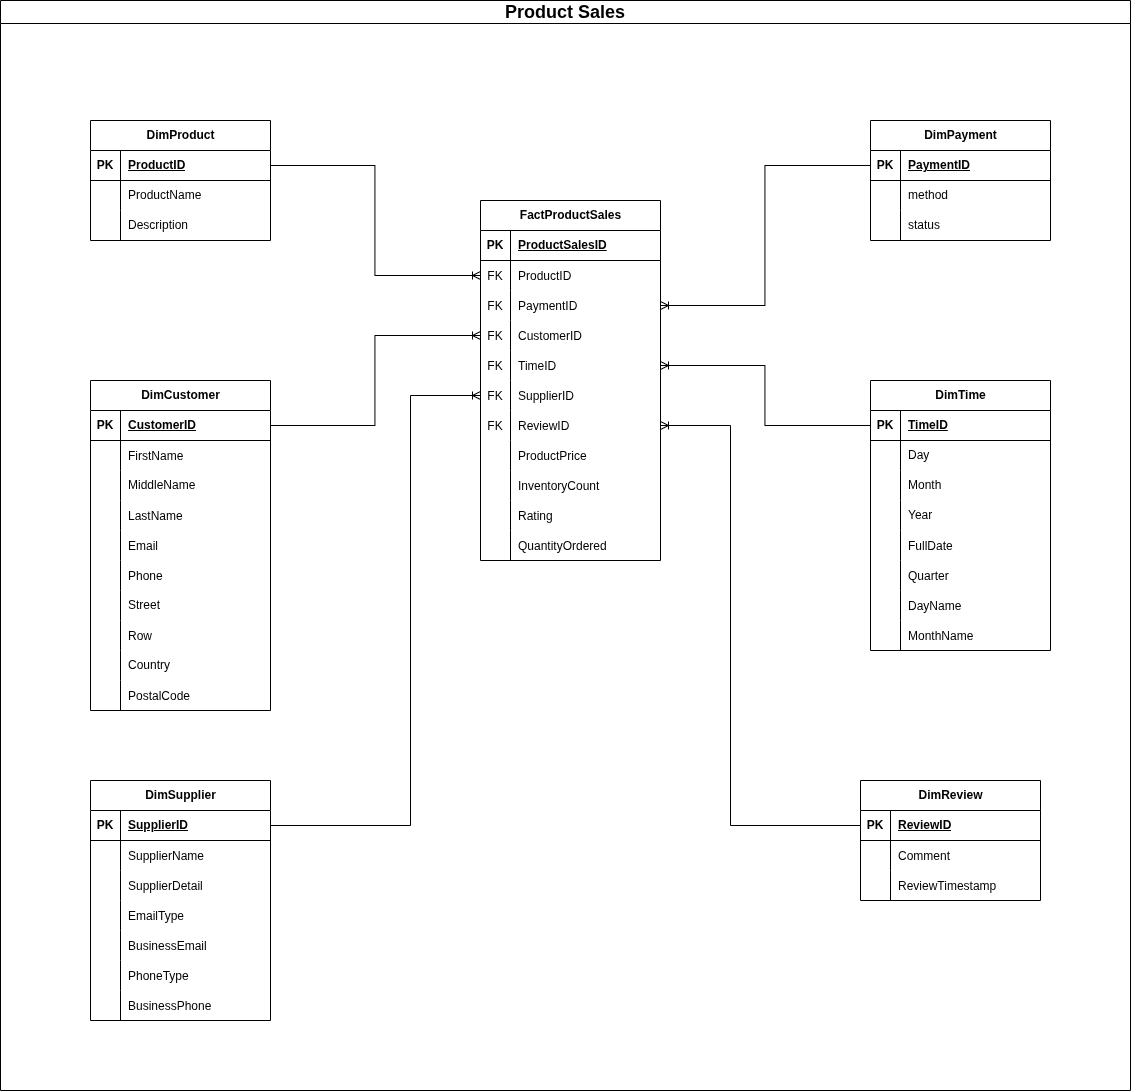 Product Sales
DimProduct
PK ProductID
ProductName
Description
DimPayment
PK PaymentID
method
status
FactProductSales
PK ProductSalesID
FK ProductID
FK PaymentID
FK CustomerID
FK TimeID
FK SupplierID
FK ReviewID
ProductPrice
InventoryCount
Rating
QuantityOrdered
DimCustomer
PK CustomerID
FirstName
MiddleName
LastName
Email
Phone
Street
Row
Country
PostalCode
DimTime
PK TimeID
Day
Month
Year
FullDate
Quarter
DayName
MonthName
DimSupplier
PK SupplierID
SupplierName
SupplierDetail
EmailType
BusinessEmail
PhoneType
BusinessPhone
DimReview
PK ReviewID
Comment
ReviewTimestamp